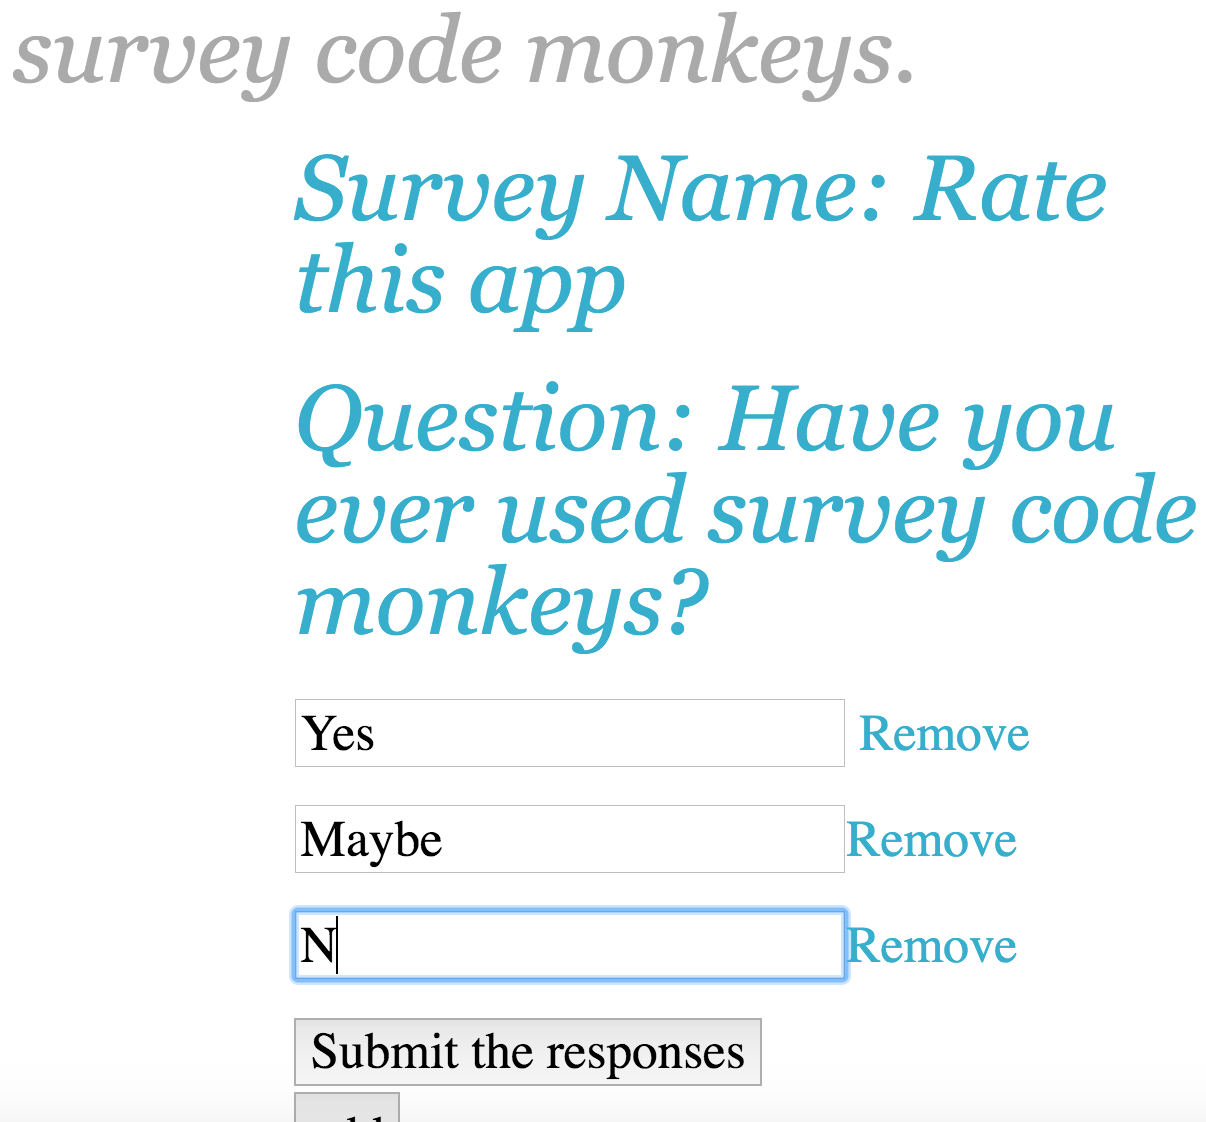 survey code monkeys.
Survey Name: Rate
this app
Question: Have you
ever used survey code
monkeys?
Yes Remove
Maybe Remove
N Remove
Submit the responses